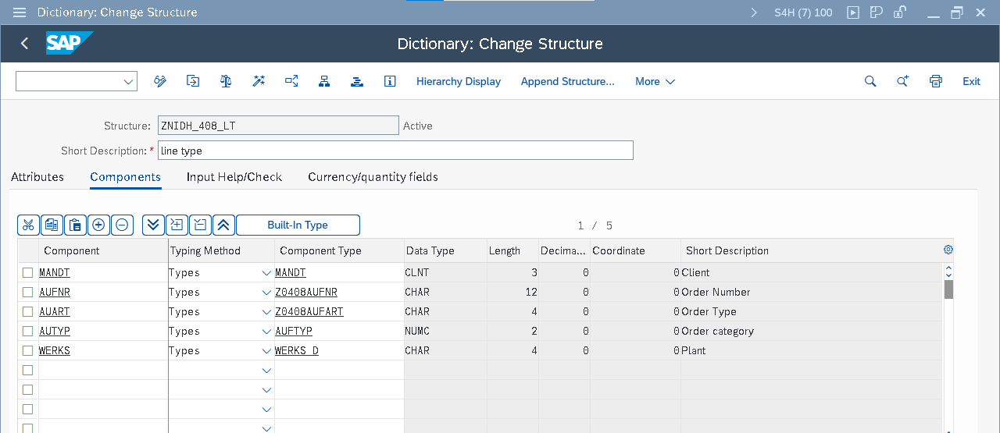 Dictionary: Change Structure
S4H (7) 100
SAP
Dictionary: Change Structure
Hierarchy Display
Append Structure...
More
Exit
Structure: ZNIDH_408_LT Active
Short Description: * line type
Attributes Components Input Help/Check Currency/quantity fields
Built-In Type
1 / 5
Component Typing Method Component Type Data Type Length Decima... Coordinate Short Description
MANDT Types MANDT CLNT 3 0 0 Client
AUFNR Types Z0408AUFNR CHAR 12 0 0 Order Number
AUART Types Z0408AUFART CHAR 4 0 0 Order Type
AUTYP Types AUFTYP NUMC 2 0 0 Order category
WERKS Types WERKS_D CHAR 4 0 0 Plant